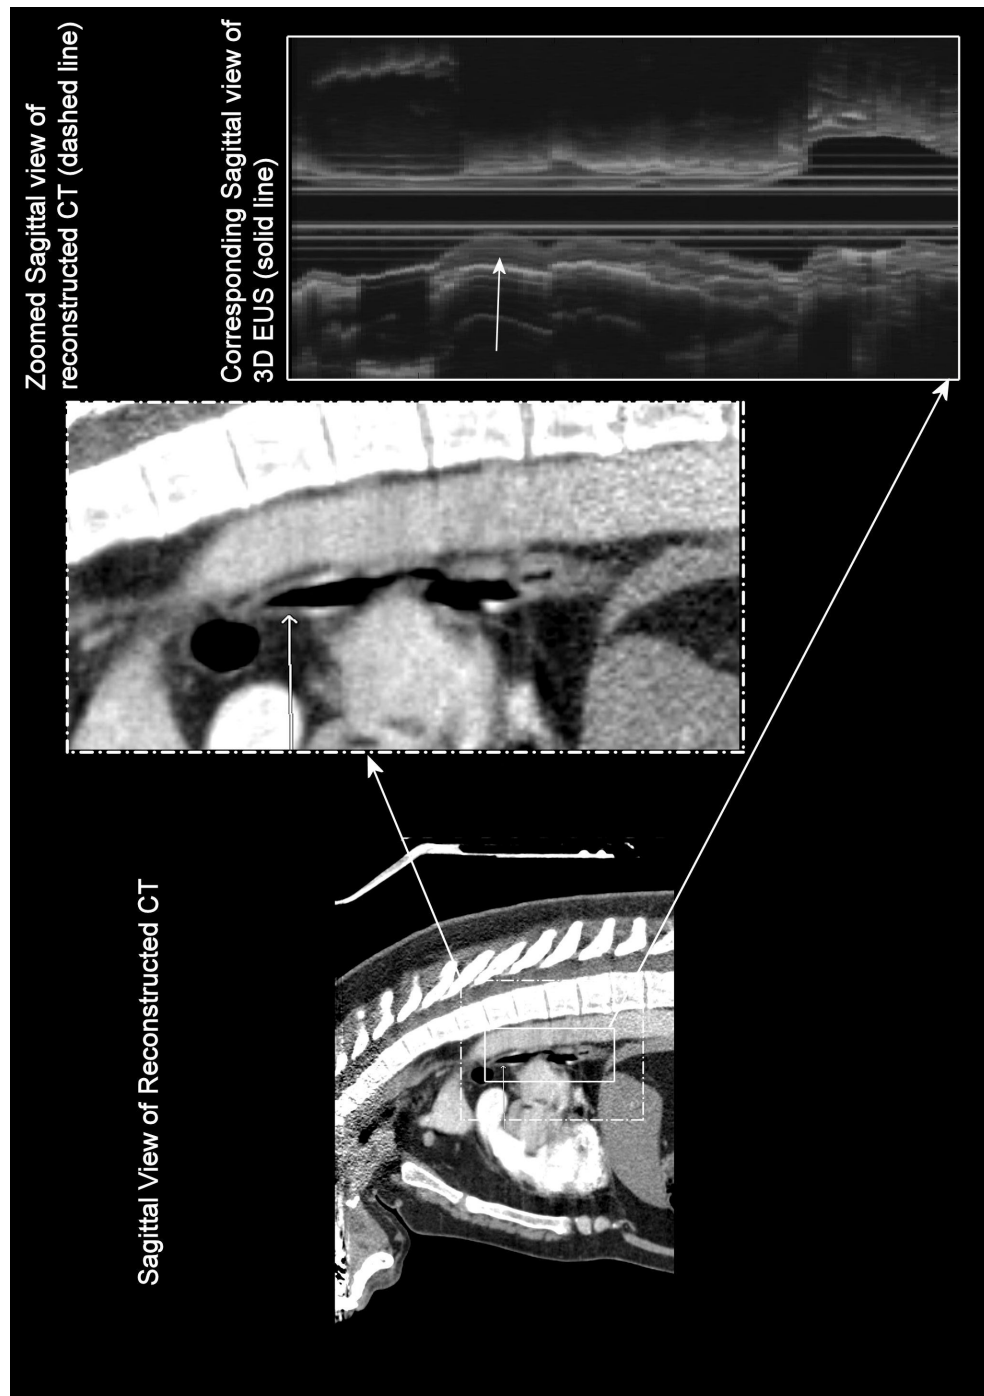 Zoomed Sagittal view of
reconstructed CT (dashed line)
Corresponding Sagittal view of
3D EUS (solid line)
Sagittal View of Reconstructed CT